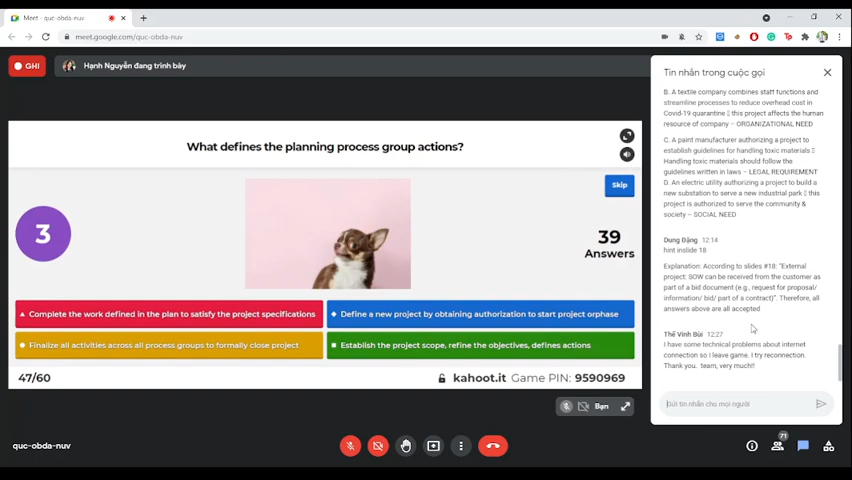 Meet - quc-obda-nuv
meet.google.com/quc-obda-nuv
GHI
Hạnh Nguyễn đang trình bày
What defines the planning process group actions?
Skip
3
39
Answers
Complete the work defined in the plan to satisfy the project specifications
Define a new project by obtaining authorization to start project orphase
Finalize all activities across all process groups to formally close project
Establish the project scope, refine the objectives, defines actions
47/60
kahoot.it Game PIN: 9590969
Bạn
Tin nhắn trong cuộc gọi
B. A textile company combines staff functions and
streamline processes to reduce overhead cost in
Covid-19 quarantine this project affects the human
resource of company – ORGANIZATIONAL NEED
C. A paint manufacturer authorizing a project to
establish guidelines for handling toxic materials
Handling toxic materials should follow the
guidelines written in laws – LEGAL REQUIREMENT
D. An electric utility authorizing a project to build a
new substation to serve a new industrial park this
project is authorized to serve the community &
society – SOCIAL NEED
Dung Đặng 12:14
hint inslide 18
Explanation: According to slides #18: "External
project: SOW can be received from the customer as
part of a bid document (e.g., request for proposal/
information/ bid/ part of a contract)". Therefore, all
answers above are all accepted
Thế Vinh Bùi 12:27
I have some technical problems about internet
connection so I leave game. I try reconnection.
Thank you. team, very much!!
Gửi tin nhắn cho mọi người
quc-obda-nuv
71